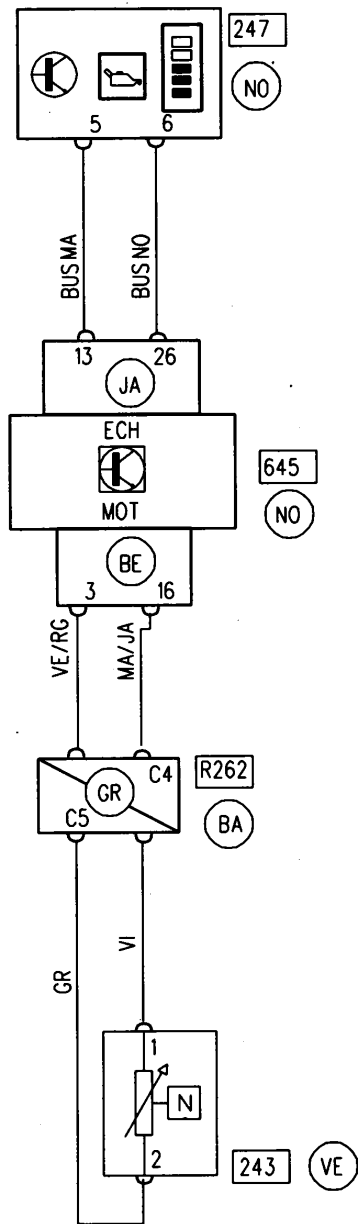 247
NO
5 6
BUSMA
BUSNO
13 26
JA
ECH
645
MOT
NO
BE
3 16
VE/RG
MA/JA
C4
R262
GR
C5
BA
GR
VI
1
N
2
243
VE